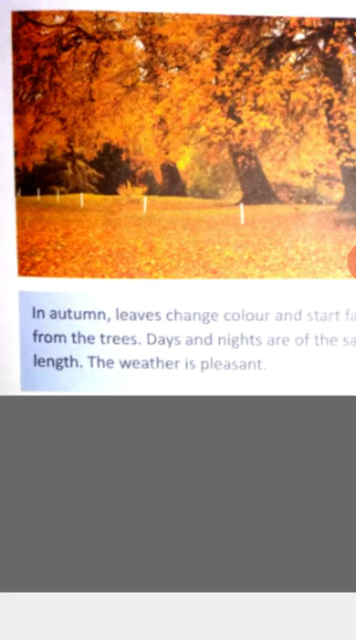 In autumn, leaves change colour and start
from the trees. Days and nights are of the
length. The weather is pleasant.